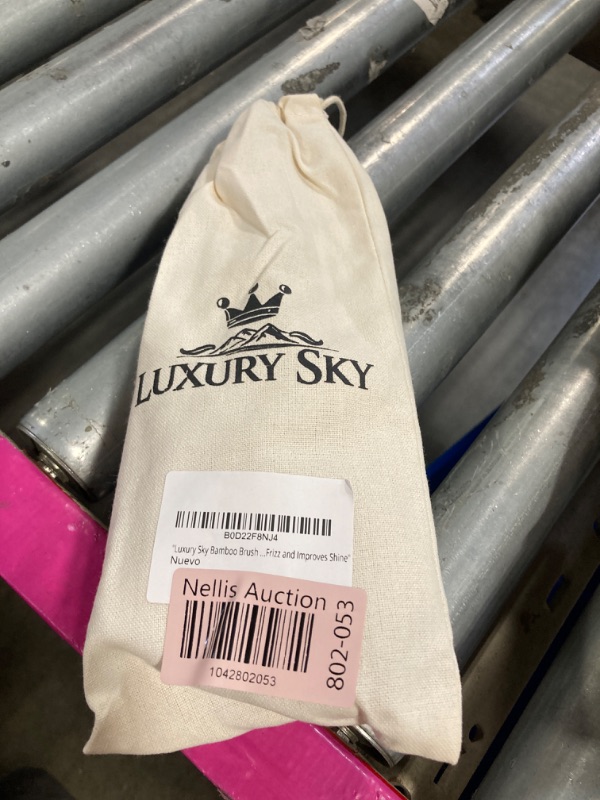 LUXURY SKY
B0D22F8NJ4
"Luxury Sky Bamboo Brush ...Frizz and Improves Shine"
Nuevo
Nellis Auction
1042802053
802-053